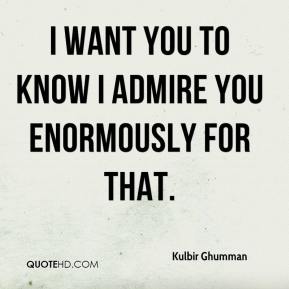 I WANT YOU TO
KNOW I ADMIRE YOU
ENORMOUSLY FOR
THAT.
Kulbir Ghumman
QUOTEHD.COM